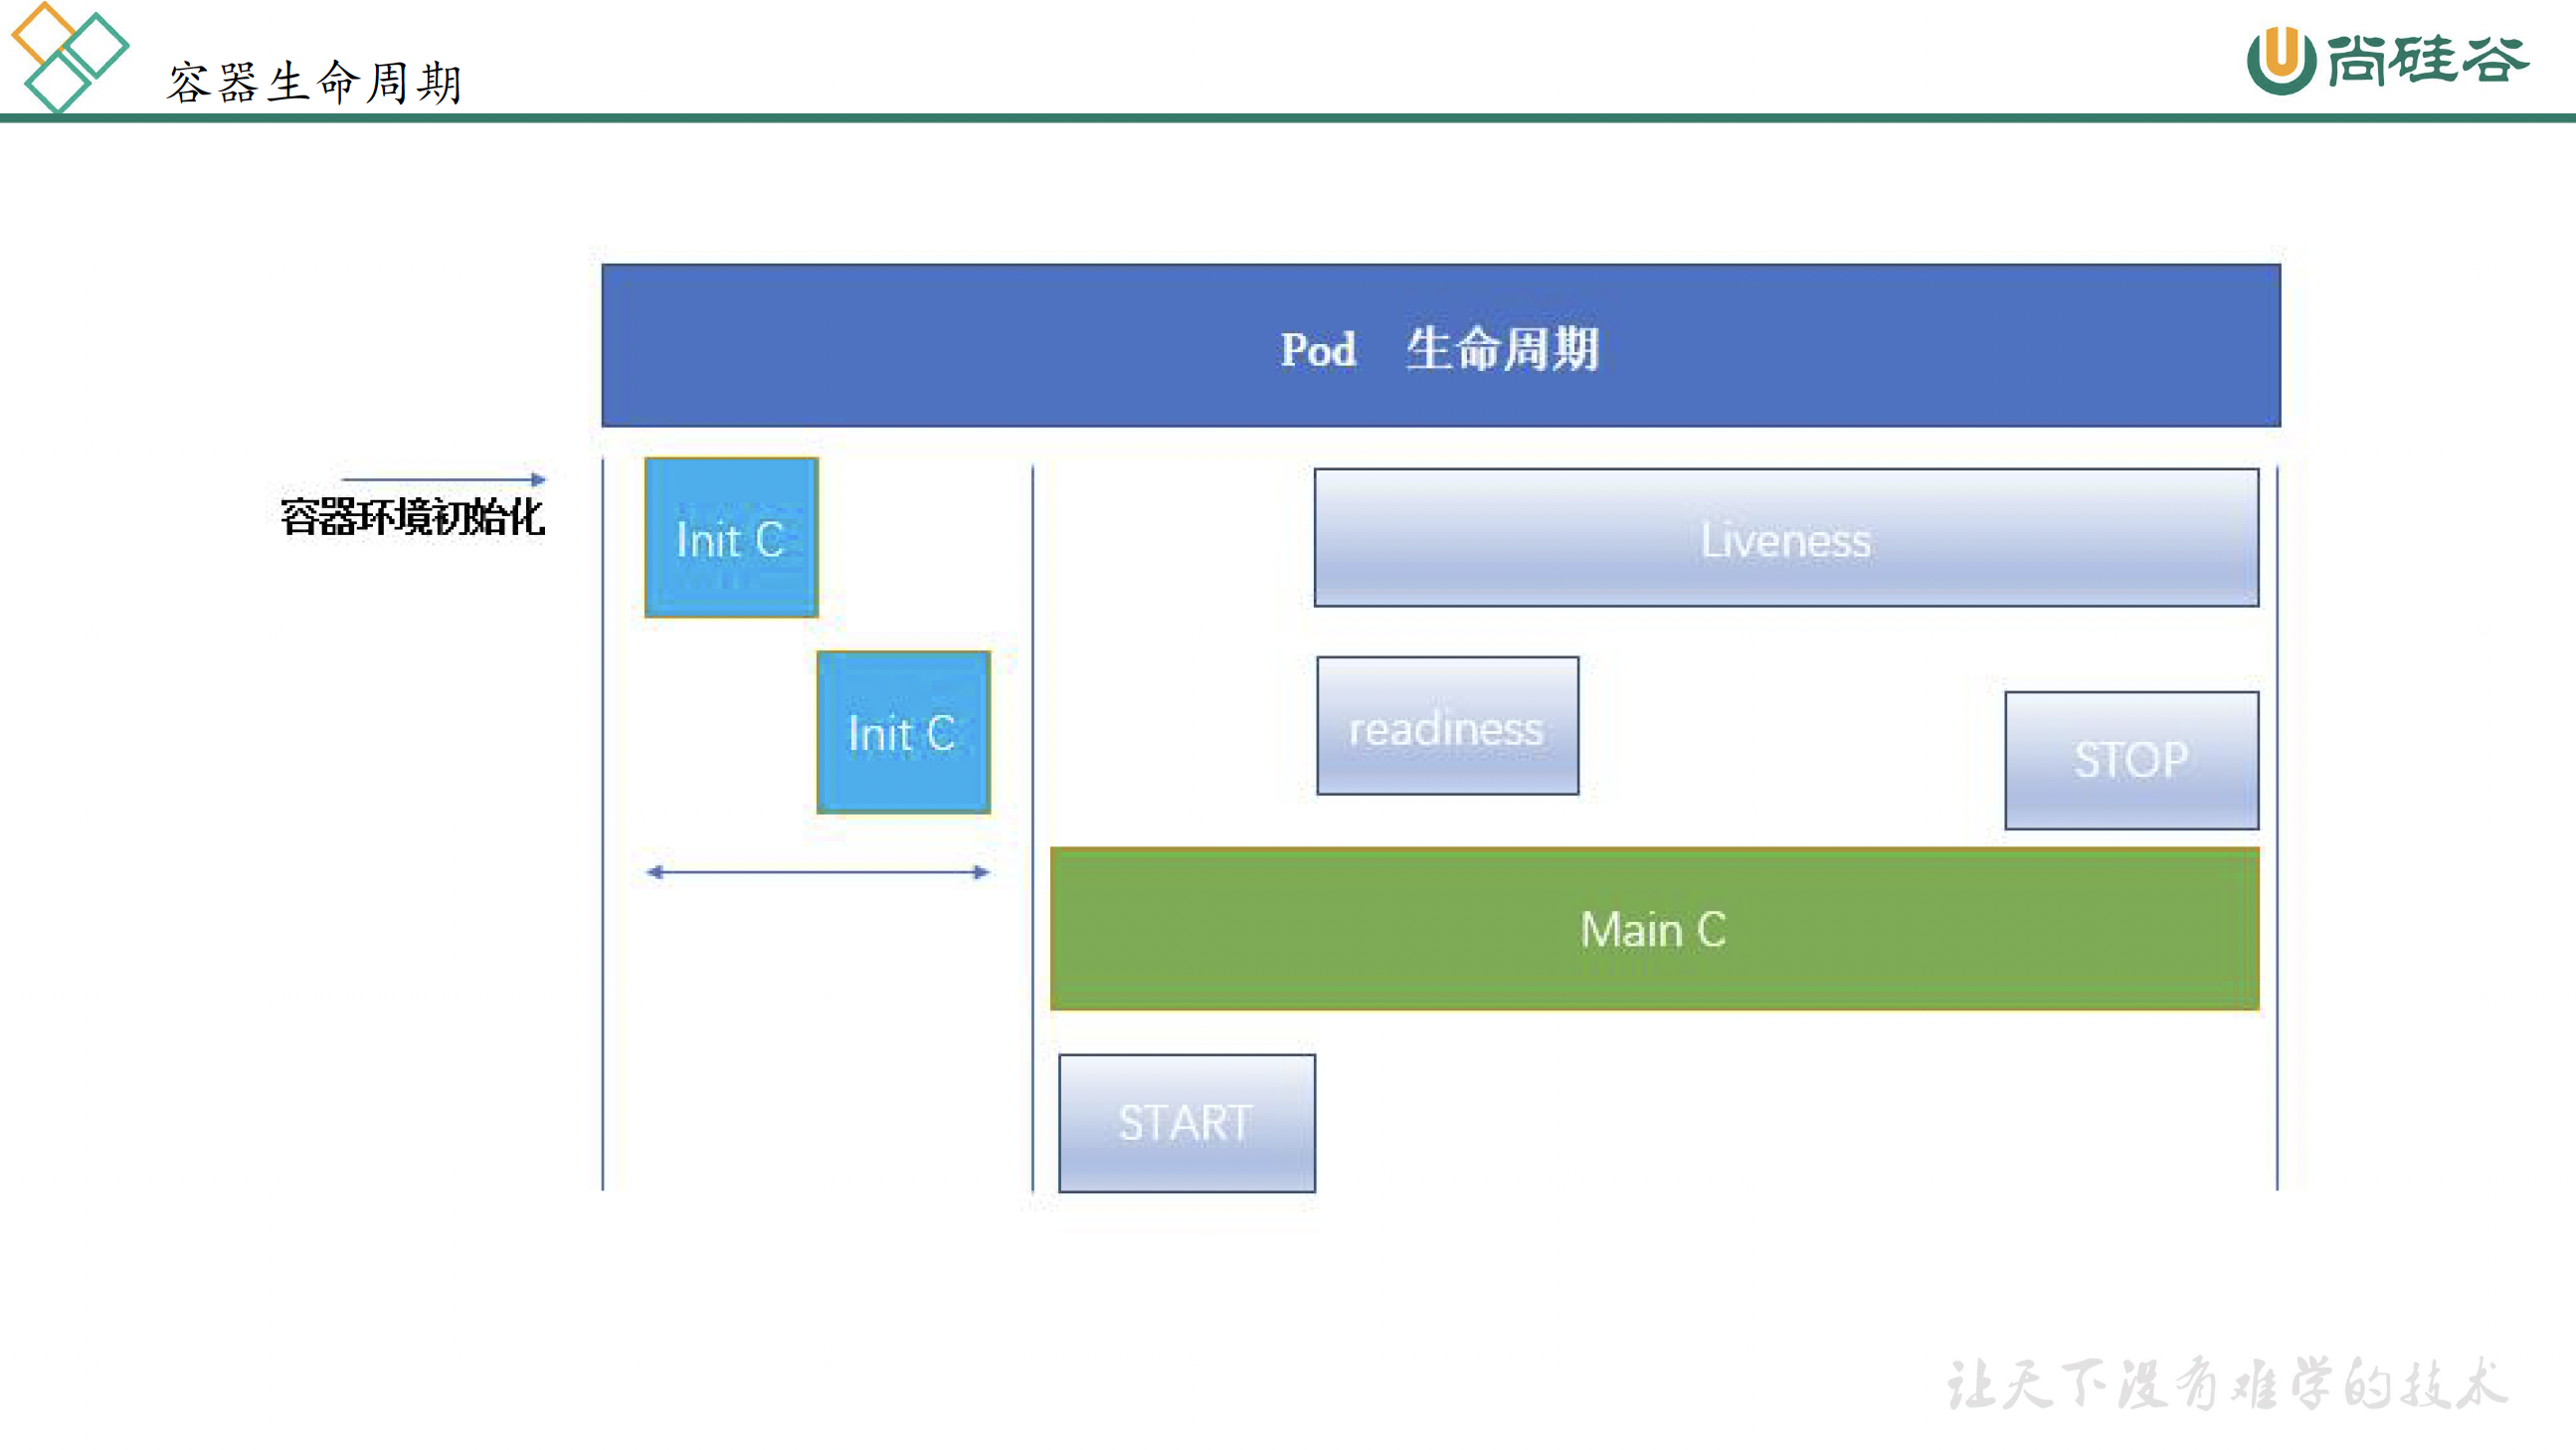 容器生命周期
尚硅谷
Pod 生命周期
容器环境初始化
Init C
Liveness
Init C
readiness
STOP
Main C
START
让天下没有难学的技术